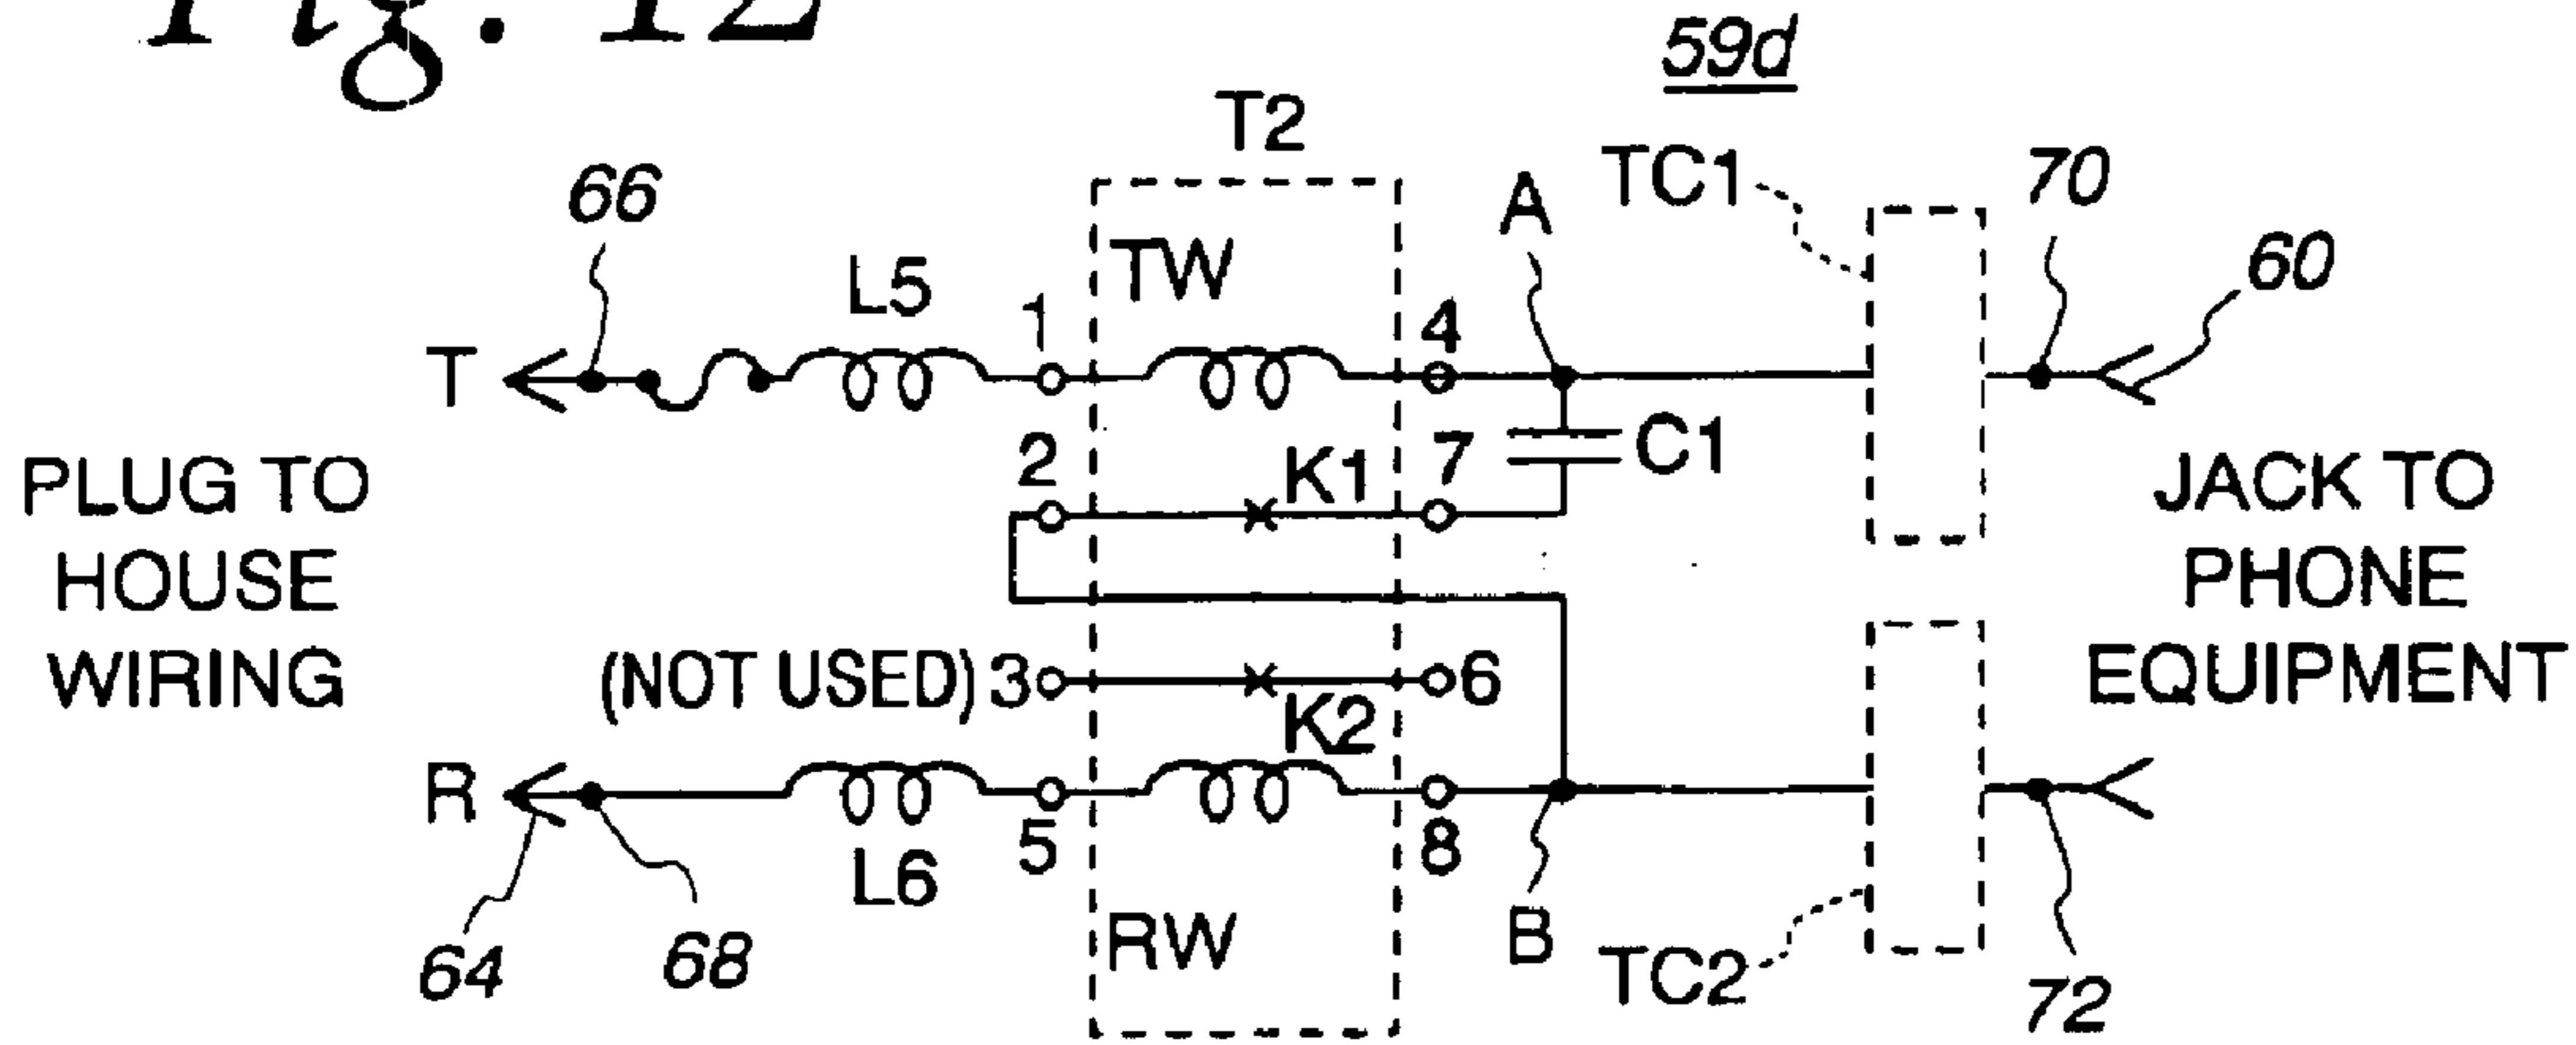 Fig. 12
59d
T2
TC1
70
66
A
60
TW
L5
1
4
T
2
K1
7
C1
PLUG TO
HOUSE
WIRING
JACK TO
PHONE
EQUIPMENT
(NOT USED) 3
6
K2
R
5
8
L6
64
68
RW
B
TC2
72